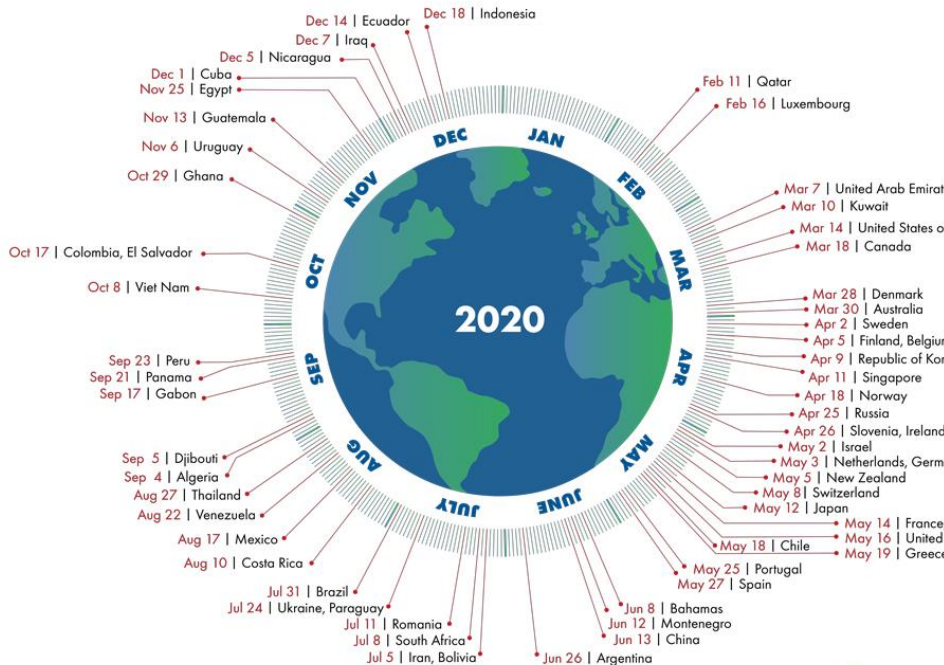 Dec 18 | Indonesia
Dec 14 | Ecuador
Dec 7 | Iraq
Dec 5 | Nicaragua
Dec 1 | Cuba
Nov 25 | Egypt
Nov 13 | Guatemala
Nov 6 | Uruguay
Oct 29 | Ghana
Oct 17 | Colombia, El Salvador
Oct 8 | Viet Nam
Sep 23 | Peru
Sep 21 | Panama
Sep 17 | Gabon
Sep 5 | Djibouti
Sep 4 | Algeria
Aug 27 | Thailand
Aug 22 | Venezuela
Aug 17 | Mexico
Aug 10 | Costa Rica
Jul 31 | Brazil
Jul 24 | Ukraine, Paraguay
Jul 11 | Romania
Jul 8 | South Africa
Jul 5 | Iran, Bolivia
JAN
FEB
MAR
APR
MAY
JUNE
JULY
AUG
SEP
OCT
NOV
DEC
2020
Feb 11 | Qatar
Feb 16 | Luxembourg
Mar 7 | United Arab Emirat
Mar 10 | Kuwait
Mar 14 | United States o
Mar 18 | Canada
Mar 28 | Denmark
Mar 30 | Australia
Apr 2 | Sweden
Apr 5 | Finland, Belgium
Apr 9 | Republic of Kor
Apr 11 | Singapore
Apr 18 | Norway
Apr 25 | Russia
Apr 26 | Slovenia, Ireland
May 2 | Israel
May 3 | Netherlands, Germ
May 5 | New Zealand
May 8 | Switzerland
May 12 | Japan
May 14 | France
May 16 | United
May 18 | Chile
May 19 | Greece
May 25 | Portugal
May 27 | Spain
Jun 8 | Bahamas
Jun 12 | Montenegro
Jun 13 | China
Jun 26 | Argentina